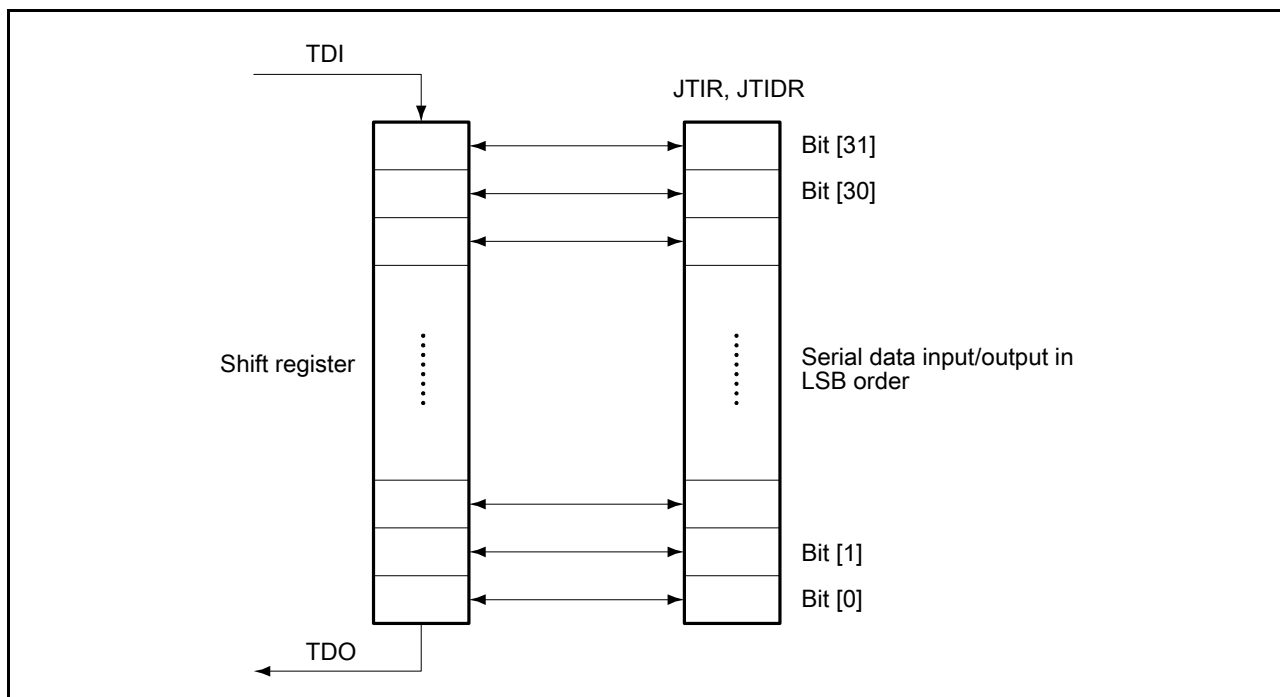 TDI
JTIR, JTIDR
Bit [31]
Bit [30]
Shift register
Serial data input/output in
LSB order
Bit [1]
Bit [0]
TDO